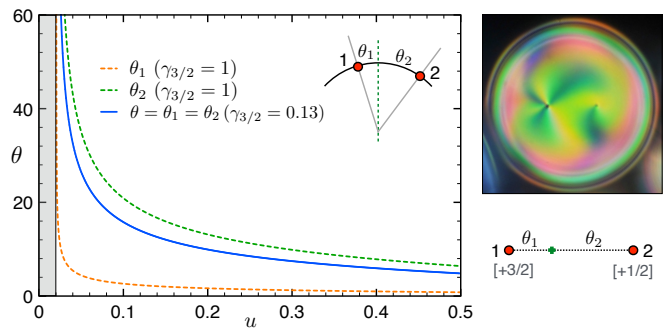 60
40
20
0
θ
θ₁ (γ₃/₂ = 1)
θ₂ (γ₃/₂ = 1)
θ = θ₁ = θ₂ (γ₃/₂ = 0.13)
1
θ₁
θ₂
2
0
0.1
0.2
0.3
0.4
0.5
u
1 θ₁ θ₂ 2
[+3/2] [+1/2]